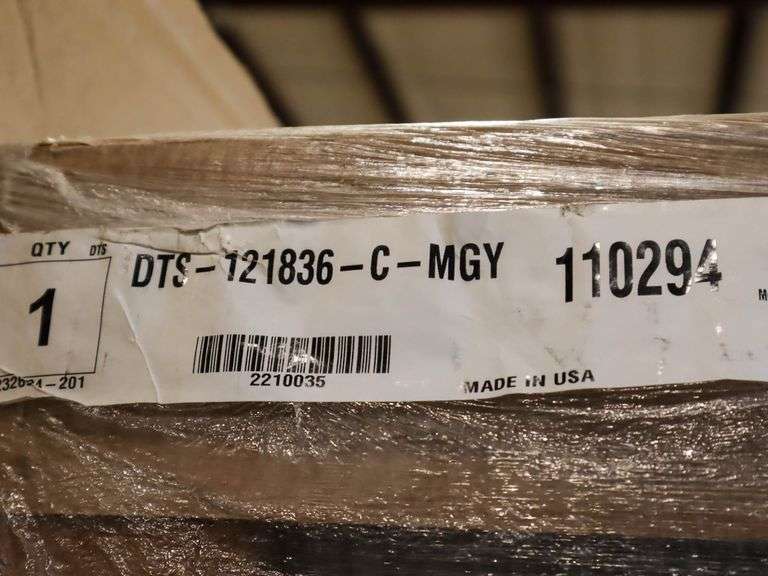 QTY DTS
1
DTS-121836-C-MGY
110294
2210035
MADE IN USA